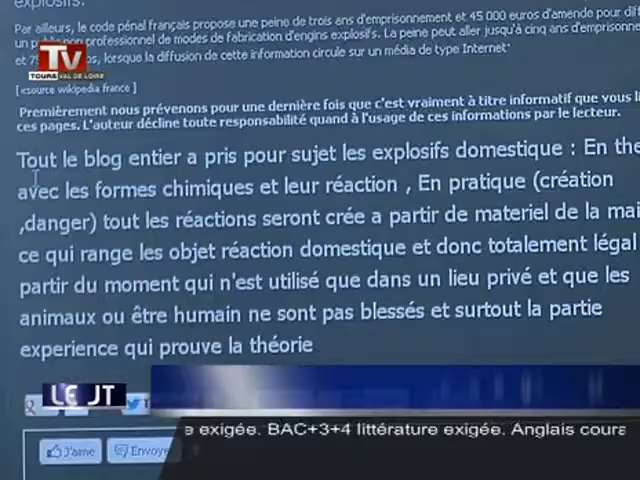 explosifs.
Par ailleurs, le code pénal français propose une peine de trois ans d'emprisonnement et 45 000 euros d'amende pour dif
un p non professionnel de modes de fabrication d'engins explosifs. La peine peut aller jusqu'à cinq ans d'emprisonne
et 7 os, lorsque la diffusion de cette information circule sur un média de type Internet
TV
TOURS VAL DE LOIRE
[ source wikipedia france ]
Premièrement nous prévenons pour une dernière fois que c'est vraiment à titre informatif que vous li
ces pages. L'auteur décline toute responsabilité quand à l'usage de ces informations par le lecteur.
Tout le blog entier a pris pour sujet les explosifs domestique : En the
avec les formes chimiques et leur réaction , En pratique (création
,danger) tout les réactions seront crée a partir de materiel de la mai
ce qui range les objet réaction domestique et donc totalement légal
partir du moment qui n'est utilisé que dans un lieu privé et que les
animaux ou être humain ne sont pas blessés et surtout la partie
experience qui prouve la théorie
LE JT
e exigée. BAC+3+4 littérature exigée. Anglais coura
J'aime
Envoye